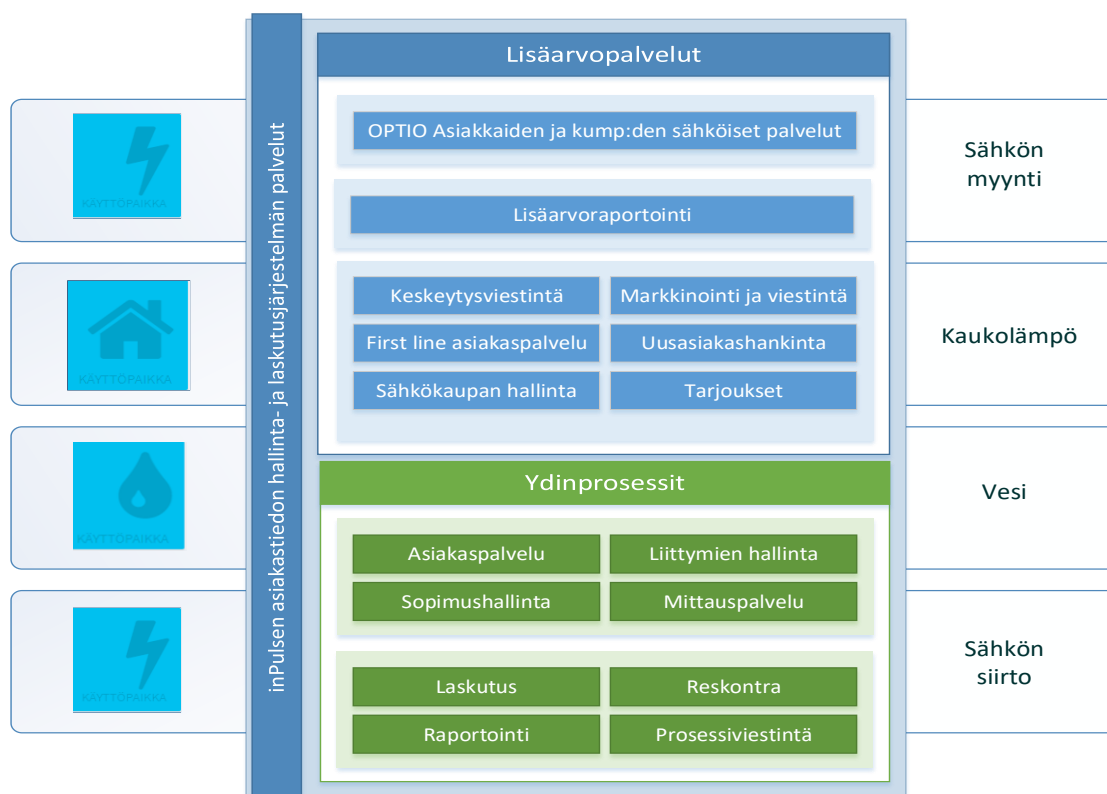 Lisäarvopalvelut
OPTIO Asiakkaiden ja kump:den sähköiset palvelut
Lisäarvoraportointi
Keskeytysviestintä
Markkinointi ja viestintä
First line asiakaspalvelu
Uusasiakashankinta
Sähkökaupan hallinta
Tarjoukset
Ydinprosessit
Asiakaspalvelu
Liittymien hallinta
Sopimushallinta
Mittauspalvelu
Laskutus
Reskontra
Raportointi
Prosessiviestintä
inPulsen asiakastiedon hallinta- ja laskutusjärjestelmän palvelut
KÄYTTÖPAIKKA
KÄYTTÖPAIKKA
KÄYTTÖPAIKKA
KÄYTTÖPAIKKA
Sähkön
myynti
Kaukolämpö
Vesi
Sähkön
siirto